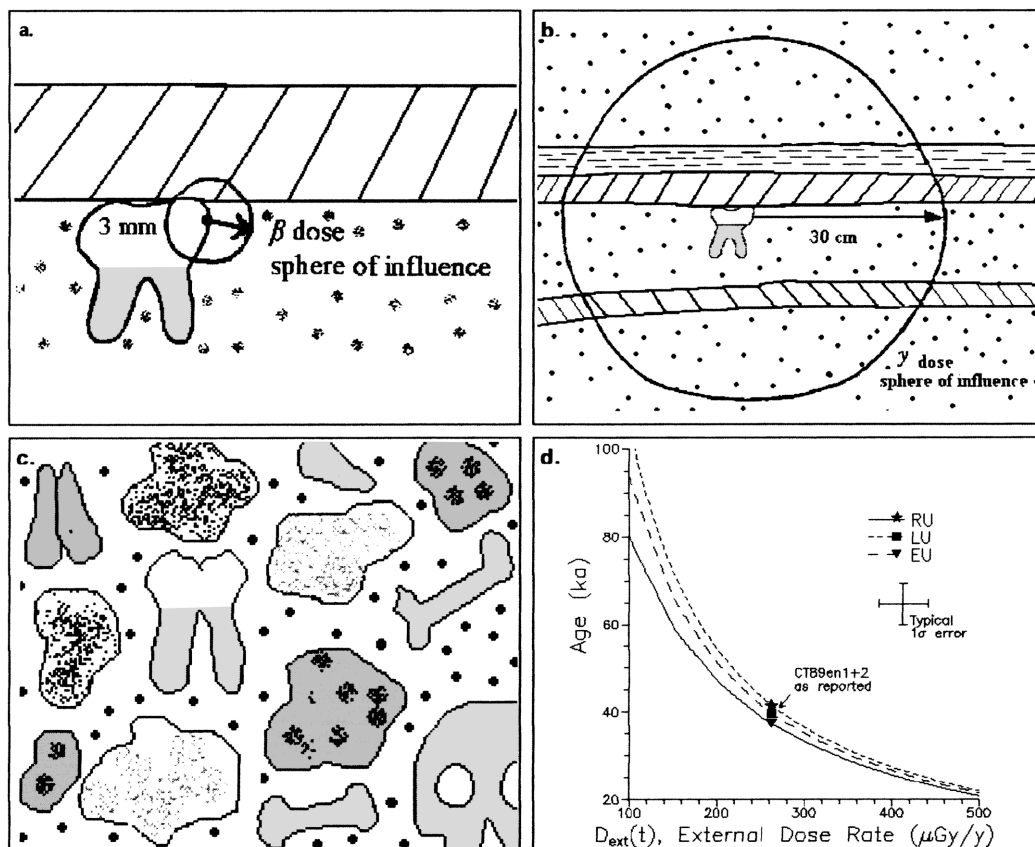 a.
3 mm
β dose
sphere of influence
b.
30 cm
γ dose
sphere of influence
c.
d.
100
80
60
40
20
Age (ka)
RU
LU
EU
Typical
1σ error
CTB9en1+2
as reported
100 200 300 400 500
D_ext(t), External Dose Rate (μGy/y)